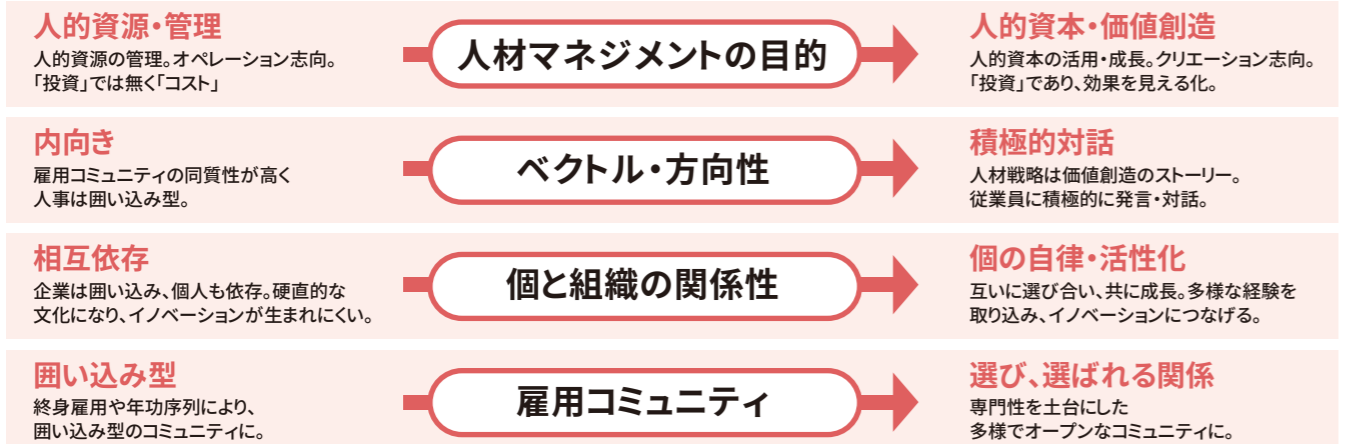 人的資源・管理
人的資源の管理。オペレーション志向。
「投資」では無く「コスト」
人材マネジメントの目的
人的資本・価値創造
人的資本の活用・成長。クリエーション志向。
「投資」であり、効果を見える化。
内向き
雇用コミュニティの同質性が高く
人事は囲い込み型。
ベクトル・方向性
積極的対話
人材戦略は価値創造のストーリー。
従業員に積極的に発言・対話。
相互依存
企業は囲い込み、個人も依存。硬直的な
文化になり、イノベーションが生まれにくい。
個と組織の関係性
個の自律・活性化
互いに選び合い、共に成長。多様な経験を
取り込み、イノベーションにつなげる。
囲い込み型
終身雇用や年功序列により、
囲い込み型のコミュニティに。
雇用コミュニティ
選び、選ばれる関係
専門性を土台にした
多様でオープンなコミュニティに。